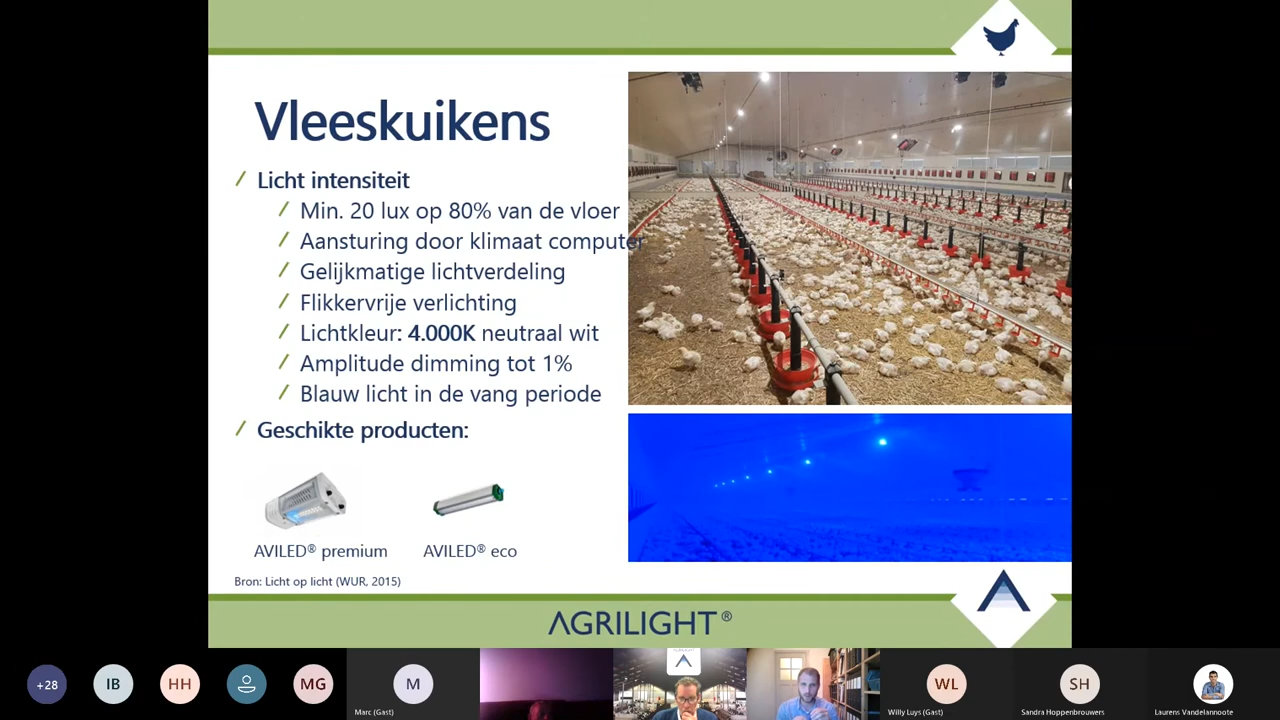 Vleeskuikens
Licht intensiteit
Min. 20 lux op 80% van de vloer
Aansturing door klimaat computer
Gelijkmatige lichtverdeling
Flikkervrije verlichting
Lichtkleur: 4.000K neutraal wit
Amplitude dimming tot 1%
Blauw licht in de vang periode
Geschikte producten:
AVILED® premium
AVILED® eco
Bron: Licht op licht (WUR, 2015)
AGRILIGHT®
+28
IB
HH
MG
M
WL
SH
Marc (Gast)
Willy Luys (Gast)
Sandra Hoppenbrouwers
Laurens Vandelannoote